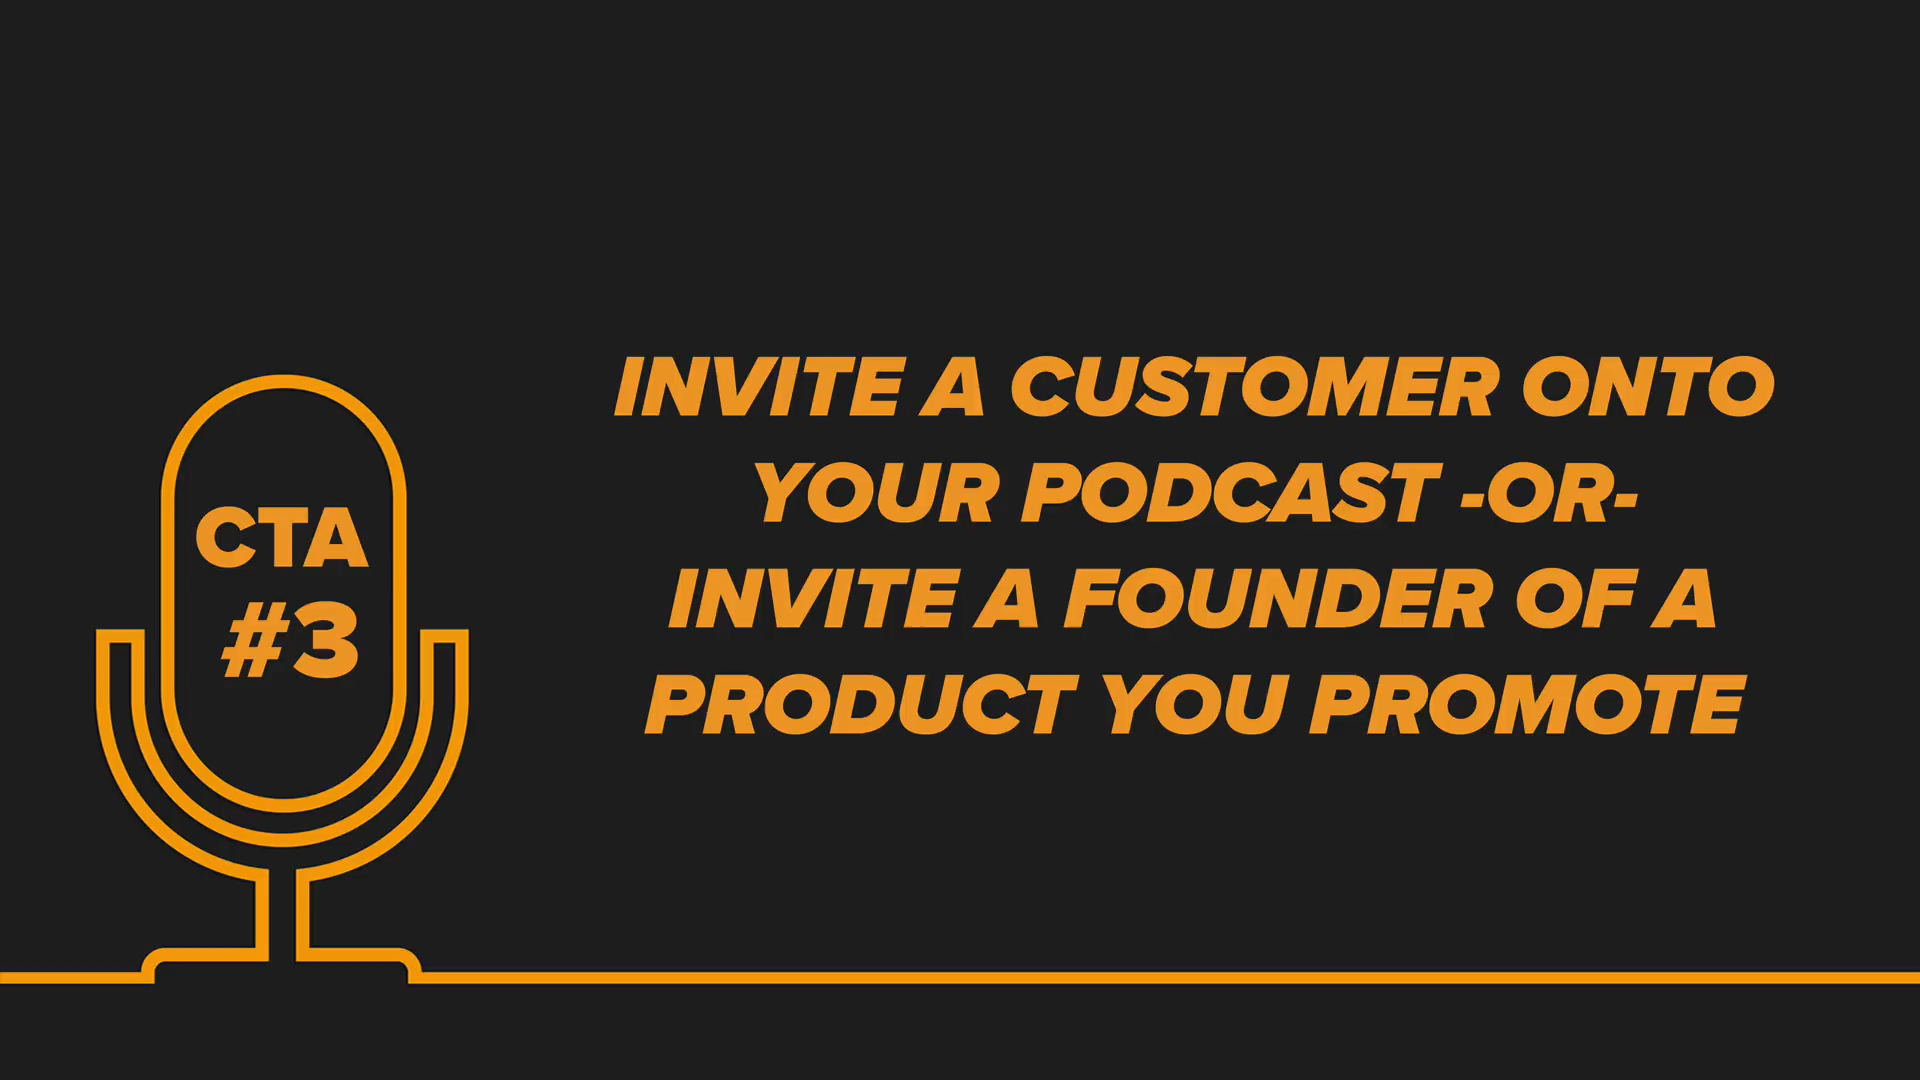 CTA
#3
INVITE A CUSTOMER ONTO
YOUR PODCAST -OR-
INVITE A FOUNDER OF A
PRODUCT YOU PROMOTE